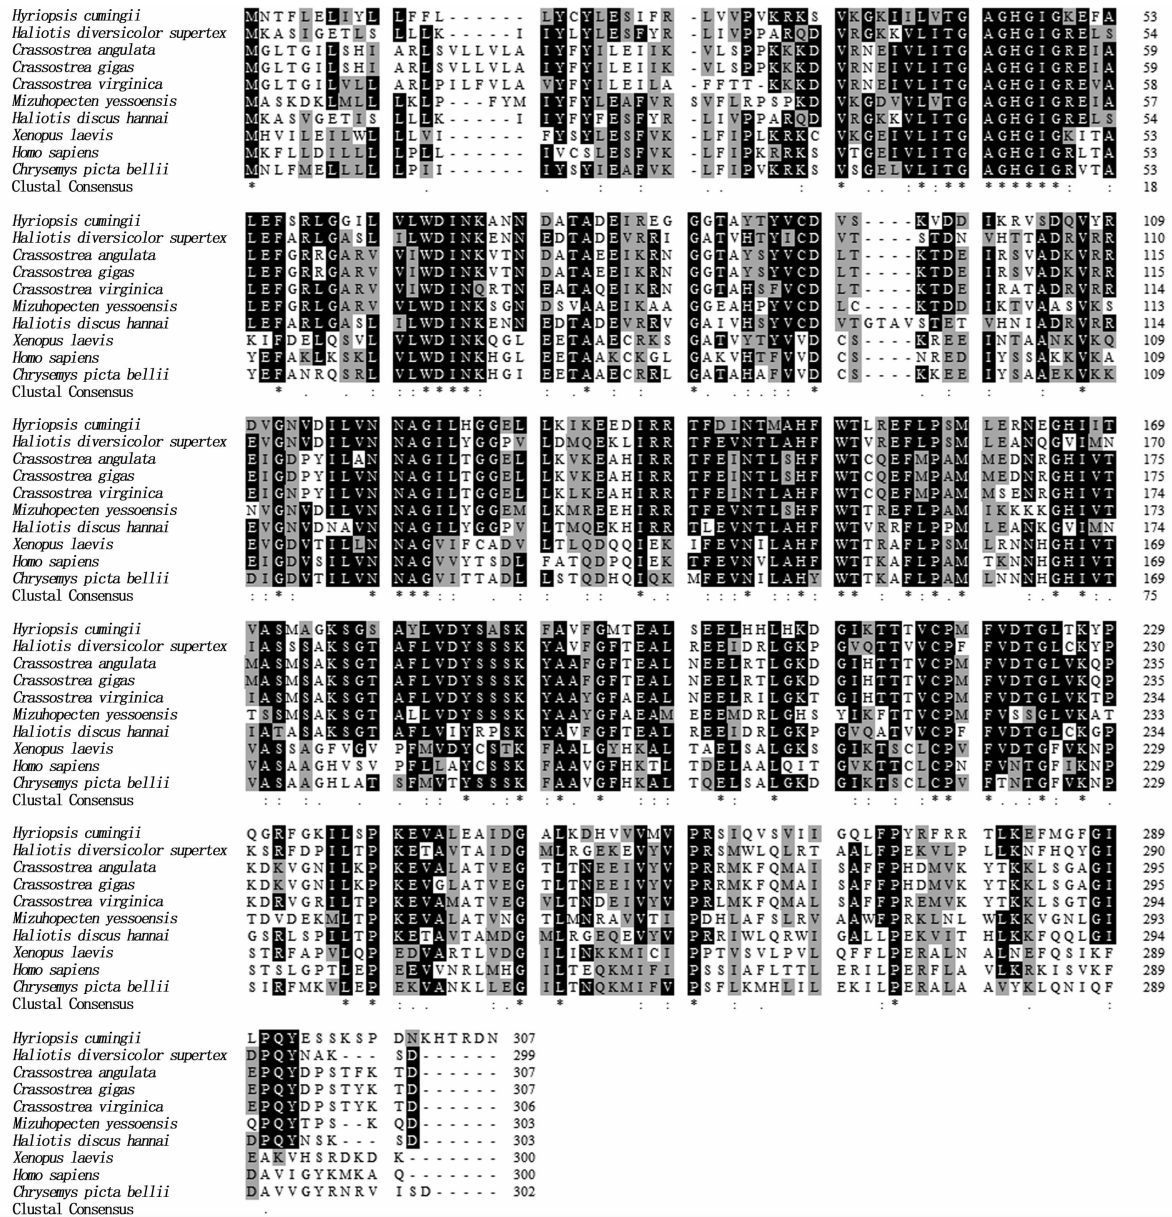 Hyriopsis cumingii MNTFLELIYL LFFL------ LYCYLESIFR LVVPVKRKS VKGKIILVTG AGHGIGKEFA 53
Haliotis diversicolor supertex MKASIGETLS LLLK------ IYLYLESFYR LIVPPARQD VRGKKVLITG AGHGIGRELS 54
Crassostrea angulata MGLTGILSHI ARLSVLLVLA IYFYILEIIK VLSPPKKKD VRNEIVLITG AGHGIGREIA 59
Crassostrea gigas MGLTGILSHI ARLSVLLVLA IYFYILEIIK VLSPPKKKD VRNEIVLITG AGHGIGREIA 59
Crassostrea virginica MGLTGILVLL ARLPILFVLA VYFYILEILA FFTT-KKKD VRNEIVLITG AGHGIGREIA 58
Mizuhopecten yessoensis MASKDKLMLL LKLP---FYM IYFYLEAFVR SVFLRPSPKD VKGDVVLVTG AGHGIGREIA 57
Haliotis discus hannai MKASVGETIS LLLK------ IYFYFESFYR LIVPPARQD VRGKKVLITG AGHGIGRELS 54
Xenopus laevis MHVILEILWL LLVI------ FYSYLESFVK LFIPLKRKC VKGEIVLITG AGHGIGKITA 53
Homo sapiens MKFLLDILLL LPLL------ IVCSLESFVK LFIPKRRKS VTGEIVLITG AGHGIGRLTA 53
Chrysemys picta bellii MNLFMELLLL LPII------ IYSYIESFVK LFIPVKRKS VSGELVLITG AGHGIGRVTA 53
Clustal Consensus * . . : : . * *:** ******: : 18
Hyriopsis cumingii LEFSRLGGIL VLWDINKANN DATADEIREG GGTAYTYVCD VS----KVDD IKRVSDQVYR 109
Haliotis diversicolor supertex LEFARLGASL ILWDINKENN EDTADEVRRI GATVHTYICD VT----STDN VHTTADRVRR 110
Crassostrea angulata LEFGRRGARV VIWDINKVTN DATAEEIKRN GGTAYSYVCD LT----KTDE IRSVADRVRR 115
Crassostrea gigas LEFGRRGARV VIWDINKVTN DATAEEIKRN GGTAYSYVCD LT----KTDE IRSVADRVRR 115
Crassostrea virginica LEFGRLGARV VIWDINQRTN EATAQEIKRN GGTAHSFVCD LT----KTDE IRATADRVRR 114
Mizuhopecten yessoensis LEFGRLGARV VLWDINKSGN DSVAAEIKAA GGEAHPYVCD LC----KTDD IKTVAASVRS 113
Haliotis discus hannai LEFARLGASL ILWDINKENN EDTADEVRRV GAIVHSYVCD VTGTAVSTET VHNIADRVRR 114
Xenopus laevis KIFDELQSVL VLWDINKQGL EETAAECRKS GATVYTYVVD CS----KREE INTAANKVKQ 109
Homo sapiens YEFAKLKSKL VLWDINKHGL EETAAKCKGL GAKVHTFVVD CS----NREDI YSSAKKVKA 109
Chrysemys picta bellii YEFANRQSRL VLWDINKHGI EETAAECRRL GATAHAFVVD CS----KKEE IYSAAEKVKK 109
Clustal Consensus * : :**** : * : . : * : . *
Hyriopsis cumingii DVGNVDILVN NAGILHGGEL LKIKEEDIRR TFDINTMAHF WTLREFLPSM LERNEGHIIT 169
Haliotis diversicolor supertex EVGNVDILVN NAGILYGGPV LDMQEKLIRR TFEVNTLAHF WTVREFLPSM LEANQGVIMN 170
Crassostrea angulata EIGDPYILAN NAGILTGGEL LKVKEAHIRR TFEINTLSHF WTCQEFMPAM MEDNRGHIVT 175
Crassostrea gigas EIGDPYILVN NAGILTGGEL LKVKEAHIRR TFEINTLSHF WTCQEFMPAM MEDNRGHIVT 175
Crassostrea virginica EIGNPYILVN NAGILTGGEL LKLKEAHIRR TFEINTLAHF WTCQEFMPAM MSENRGHIVT 174
Mizuhopecten yessoensis NVGNVDILVN NAGILYGGEM LKMREEHIRR TFEVNTLSHF WTTREFLPAM IKKKKGHIVT 173
Haliotis discus hannai EVGNVDNAVN NAGILYGGPV LTMQEKHIRR TLEVNTLAHF WTVRRFLPPM LEANKGVIMN 174
Xenopus laevis EVGDVTILLN NAGVIFCADV LTLQDQQIEK IFEVNILAHF WTTRAFLPSM LRNNHGHIVT 169
Homo sapiens EIGDVSILVN NAGVVYTSDL FATQDPQIEK TFEVNVLAHF WTTKAFLPAM TKNNHGHIVT 169
Chrysemys picta bellii DIGDVTILVN NAGVITTADL LSTQDHQIQK MFEVNILAHY WTTKAFLPAM LNNNHGHIVT 169
Clustal Consensus ::*: * ***: : : *.: ::* ::: ** *:*.* . * *:. 75
Hyriopsis cumingii VASMAGKSGS AYLVDYSASK FAVFGMTEAL SEELHHLHKD GIKTTTVCPM FVDTGLTKYP 229
Haliotis diversicolor supertex IASSSAKSGT AFLVDYSSSK YAVFGFTEAL REEIDRLGKP GVQTTVVCPF FVDTGLCKYP 230
Crassostrea angulata MASMSAKSGT AFLVDYSSSK YAAFGFTEAL NEELRTLGKD GIHTTTVCPM FVDTGLVKQP 235
Crassostrea gigas MASMSAKSGT AFLVDYSSSK YAAFGFTEAL NEELRTLGKD GIHTTTVCPM FVDTGLVKQP 235
Crassostrea virginica IASMSAKSGT AFLVDYSSSK YAAYGFAEAL NEELRILGKT GIHTTTVCPM FVDTGLVKTP 234
Mizuhopecten yessoensis TSSMSAKSGT ALLVDYSSSK YAAYGFAEAM EEEMDRLGHS YIKFTTVCPM FVSSGLVKAT 233
Haliotis discus hannai IATASAKSGT AFLVIYRPSK YAVFGFTEAL REEIDRLGKP GVQATVVCPF FVDTGLCKGP 234
Xenopus laevis VASSAGFVGV PFMVDYCSTK FAALGYHKAL TAELSALGKS GIKTSCLCPV FVDTGFVKNP 229
Homo sapiens VASAAGHVSV PFLLAYCSSK FAAVGFHKTL TDELAALQIT GVKTTCLCPN FVNTGFIKNP 229
Chrysemys picta bellii VASAAGHLAT SFMVTYSSSK FAAVGFHKAL TQELSALGKD GIKTSCLCPV FTNTGFVKNP 229
Clustal Consensus :: . . :: * .:* :*. * :: *: * :: : :** *..:*: * .
Hyriopsis cumingii QGRFGKILSP KEVALEAIDG ALKDHVVVMV PRSIQVSVII GQLFPYRFRR TLKEFMGFGI 289
Haliotis diversicolor supertex KSRFDPILTP KETAVTAIDG MLRGEKEVYV PRSMWLQLRT AALFPEKVLP LLKNFHQYGI 290
Crassostrea angulata KDKVGNILKP KEVALATVEG TLTNEEIVYV PRRMKFQMAI SAFFPHDMVK YTKKLSGAGI 295
Crassostrea gigas KDKVGNILKP KEVGLATVEG TLTNEEIVYV PRRMKFQMAI SAFFPHDMVK YTKKLSGAGI 295
Crassostrea virginica KDRVGRILTP KEVAMATVEG VLTNDEVVTI PRLMKFQMAL SAFFPREMVK YTKKLTGSGI 294
Mizuhopecten yessoensis TDVDEKMLTP KEVALATVNG TLMNRAVVTI PDHLAFSLRV AAWFPRKLNL WLKKVGNLGI 293
Haliotis discus hannai GSRLSPILTP KETAVTAMDG MLRGEQEVYV PRRIWLQRWI GALLPEKVIT HLKKFQQLGI 294
Xenopus laevis STRFAPVLQP EDVARTLVDG ILINKKMICI PPTVSVLPVL QFFLPERALN ALNEFQSIKF 289
Homo sapiens STSLGPTLEP EEVVNRLMHG ILTEQKMIFI PSSIAFLTTL ERILPERFLA VLKRKISVKF 289
Chrysemys picta bellii SIRFMKVLEP EKVANKLLEG ILTNQKMIFV PSFLKMHLIL EKILPERALA AVYKLQNIQF 289
Clustal Consensus * * :. . : * * : : * : . * : :
Hyriopsis cumingii LPQYESSKSP DNKHTRDN 307
Haliotis diversicolor supertex DPQYNAK--- SD------ 299
Crassostrea angulata EPQYDPSTFK TD------ 307
Crassostrea gigas EPQYDPSTYK TD------ 307
Crassostrea virginica EPQYDPSTYK TD------ 306
Mizuhopecten yessoensis QPQYTPS--K QD------ 303
Haliotis discus hannai DPQYNSK--- SD------ 303
Xenopus laevis EAKVHSRDKD K------- 300
Homo sapiens DAVIGYKMKA Q------- 300
Chrysemys picta bellii DAVVGYRNRV ISD----- 302
Clustal Consensus .